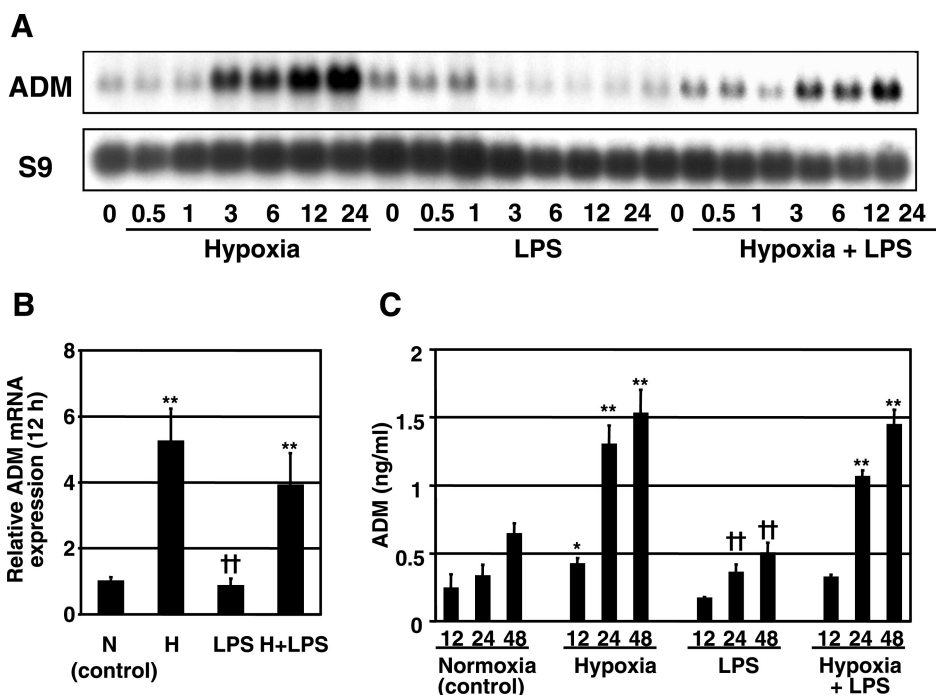 A
ADM
S9
0 0.5 1 3 6 12 24 0 0.5 1 3 6 12 24 0 0.5 1 3 6 12 24
Hypoxia LPS Hypoxia + LPS
B
Relative ADM mRNA
expression (12 h)
8
6
4
2
0
**
††
**
N H LPS H+LPS
(control)
C
ADM (ng/ml)
2
1.5
1
0.5
0
*
**
**
††
††
**
**
12 24 48 12 24 48 12 24 48 12 24 48
Normoxia Hypoxia LPS Hypoxia
(control) + LPS